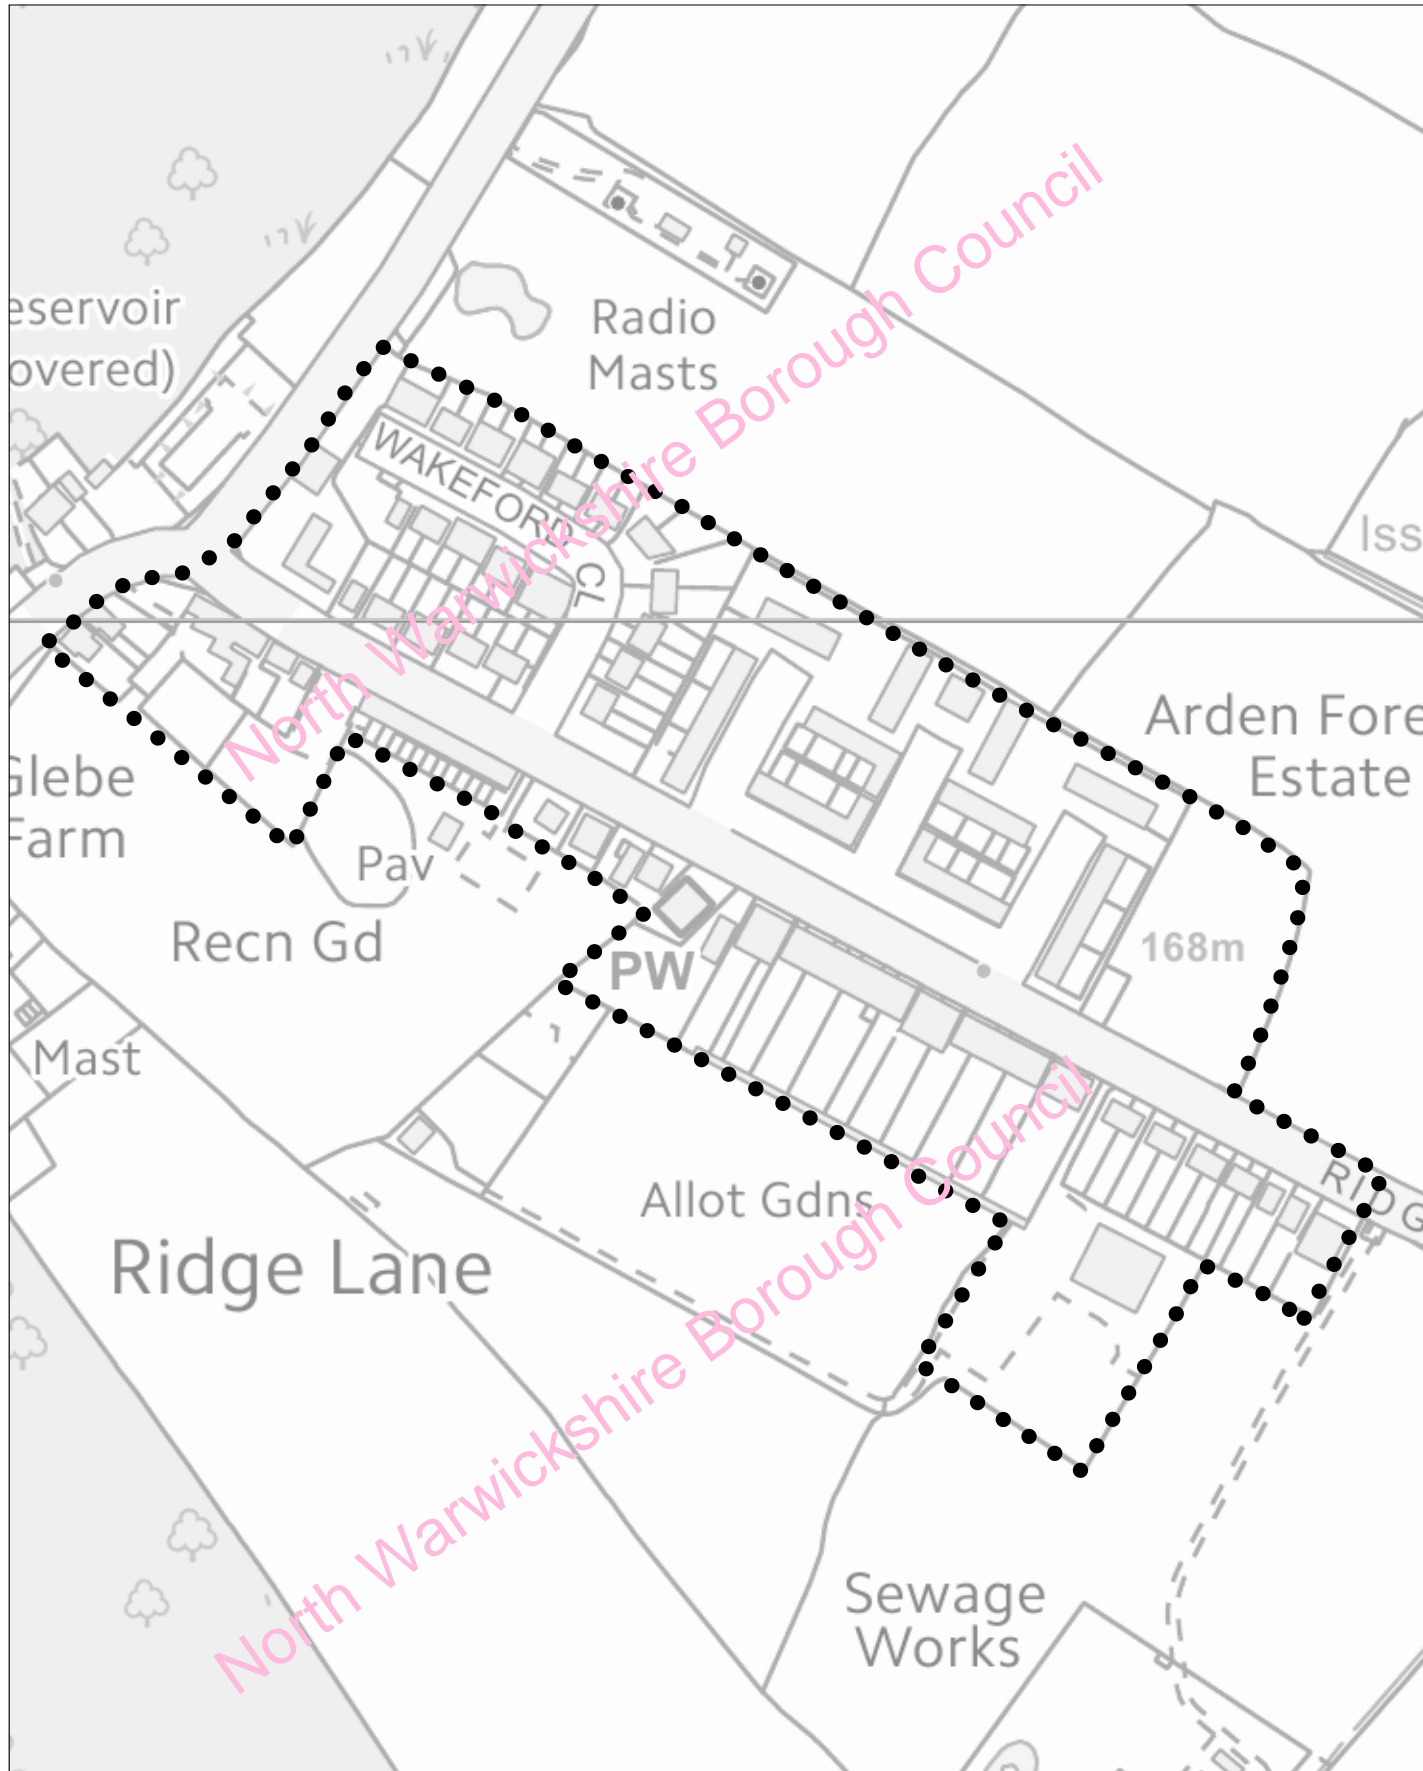 eservoir
overed)
Radio
Masts
WAKEFORD
CL
North Warwickshire Borough Council
Arden Fore
Estate
Iss
Glebe
Farm
Pav
Recn Gd
PW
168m
Mast
Allot Gdns
RIDG
Ridge Lane
North Warwickshire Borough Council
Sewage
Works